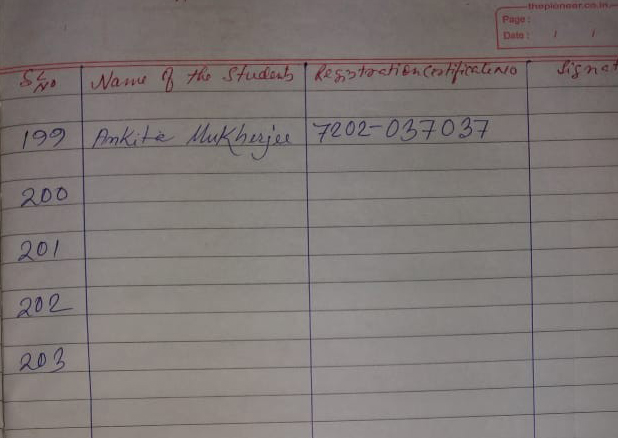 thepioneer.co.in
Page :
Date : / /
SL No Name of the Students Registration Certificate No Signat
199 Ankita Mukherjee 7202-037037
200
201
202
203